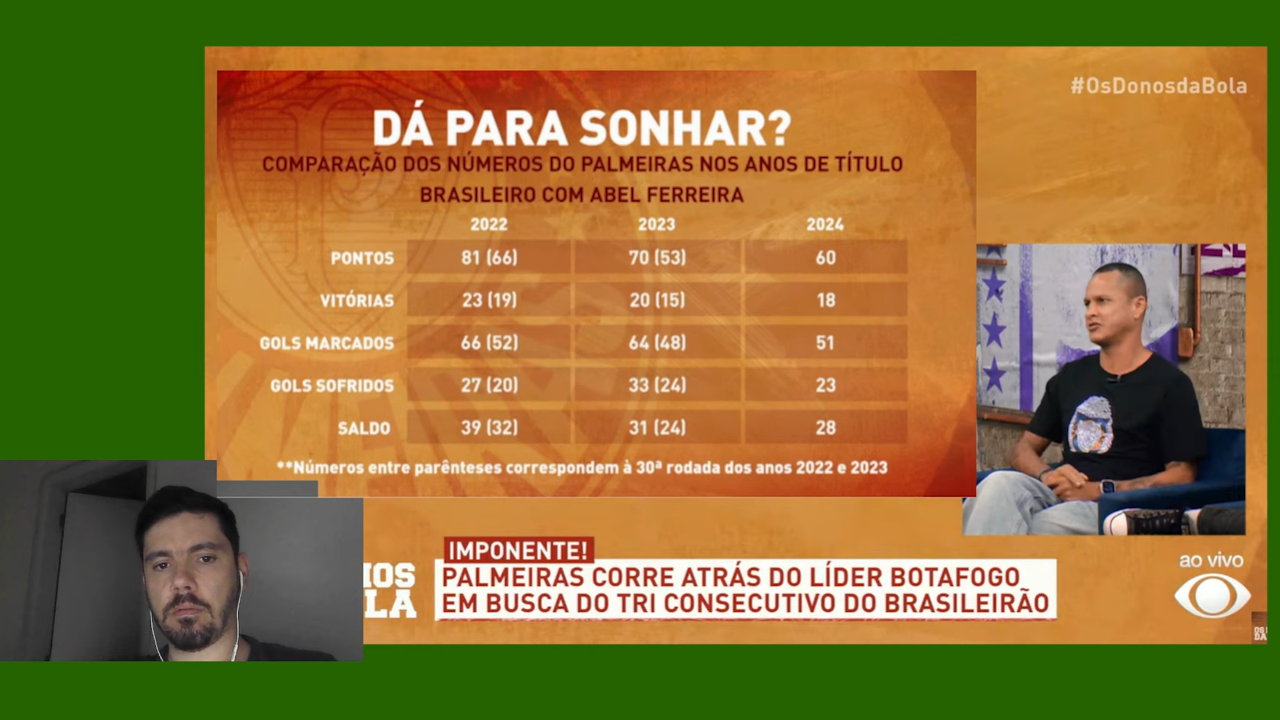 #OsDonosdaBola
DÁ PARA SONHAR?
COMPARAÇÃO DOS NÚMEROS DO PALMEIRAS NOS ANOS DE TÍTULO
BRASILEIRO COM ABEL FERREIRA
2022 2023 2024
PONTOS 81 (66) 70 (53) 60
VITÓRIAS 23 (19) 20 (15) 18
GOLS MARCADOS 66 (52) 64 (48) 51
GOLS SOFRIDOS 27 (20) 33 (24) 23
SALDO 39 (32) 31 (24) 28
**Números entre parênteses correspondem à 30ª rodada dos anos 2022 e 2023
IMPONENTE!
PALMEIRAS CORRE ATRÁS DO LÍDER BOTAFOGO
EM BUSCA DO TRI CONSECUTIVO DO BRASILEIRÃO
ao vivo